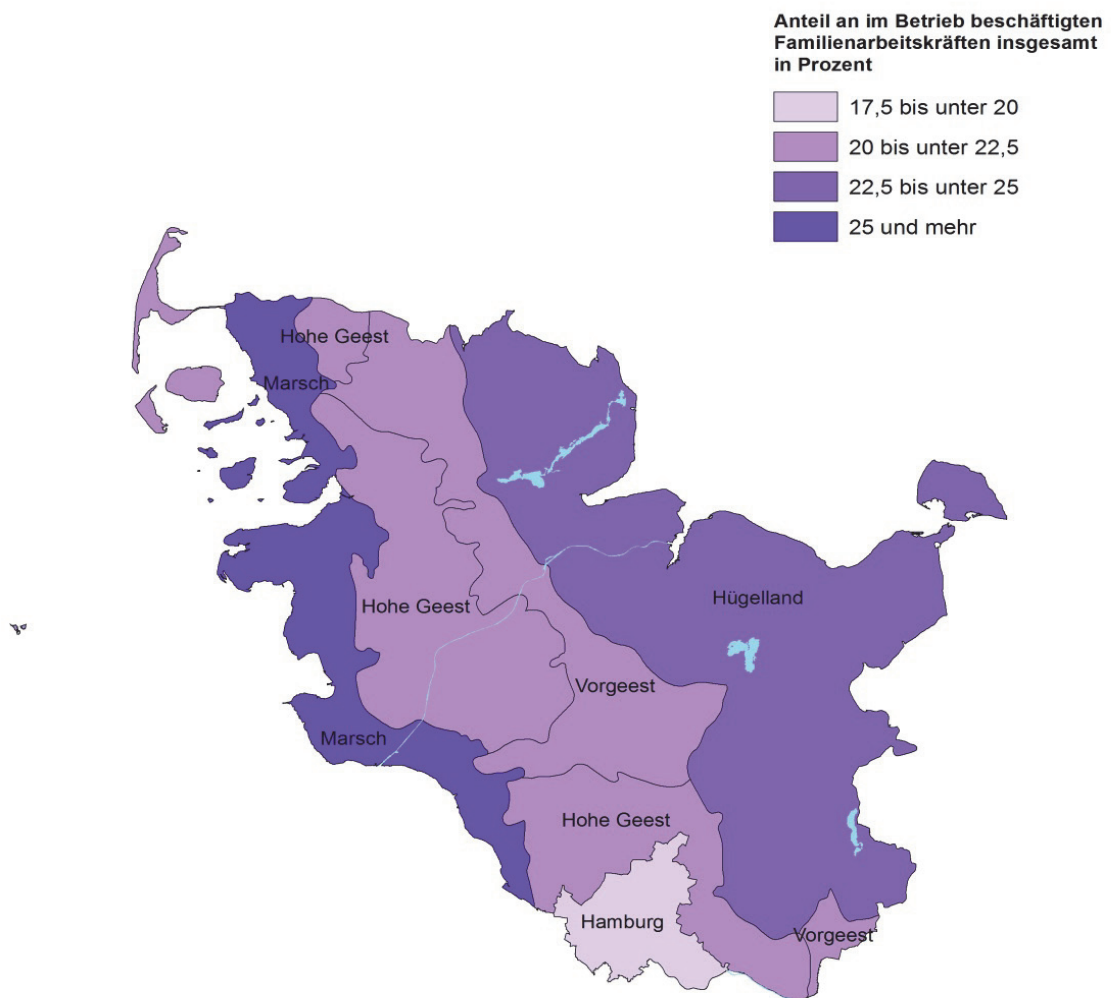 Anteil an im Betrieb beschäftigten
Familienarbeitskräften insgesamt
in Prozent
17,5 bis unter 20
20 bis unter 22,5
22,5 bis unter 25
25 und mehr
Hohe Geest
Marsch
Hügelland
Hohe Geest
Vorgeest
Marsch
Hohe Geest
Hamburg
Vorgeest